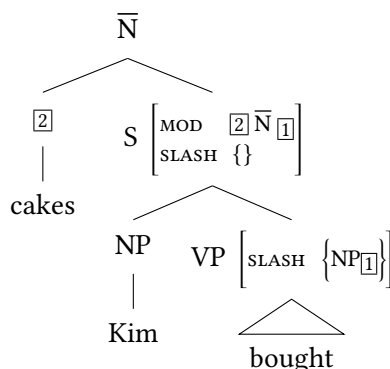 N̅
2 S [MOD 2 N̅ 1
SLASH {}]
cakes NP VP [SLASH {NP1}]
Kim bought